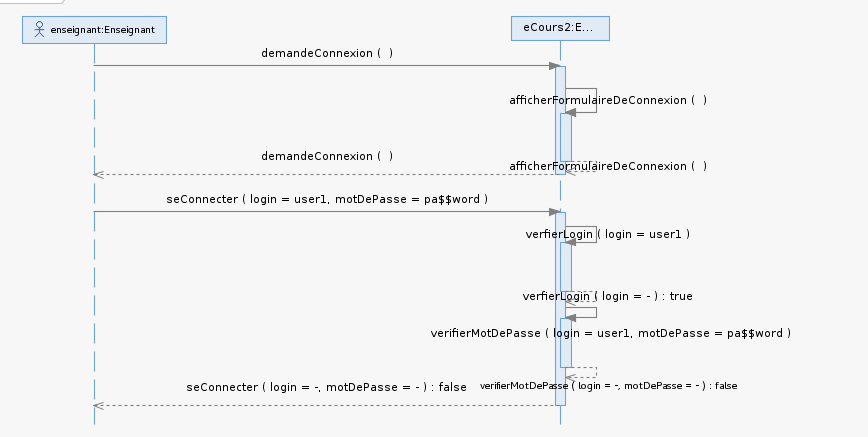 enseignant:Enseignant
eCours2:E...
demandeConnexion ( )
afficherFormulaireDeConnexion ( )
demandeConnexion ( )
afficherFormulaireDeConnexion ( )
seConnecter ( login = user1, motDePasse = pa$$word )
verfierLogin ( login = user1 )
verfierLogin ( login = - ) : true
verifierMotDePasse ( login = user1, motDePasse = pa$$word )
seConnecter ( login = -, motDePasse = - ) : false
verifierMotDePasse ( login = -, motDePasse = - ) : false